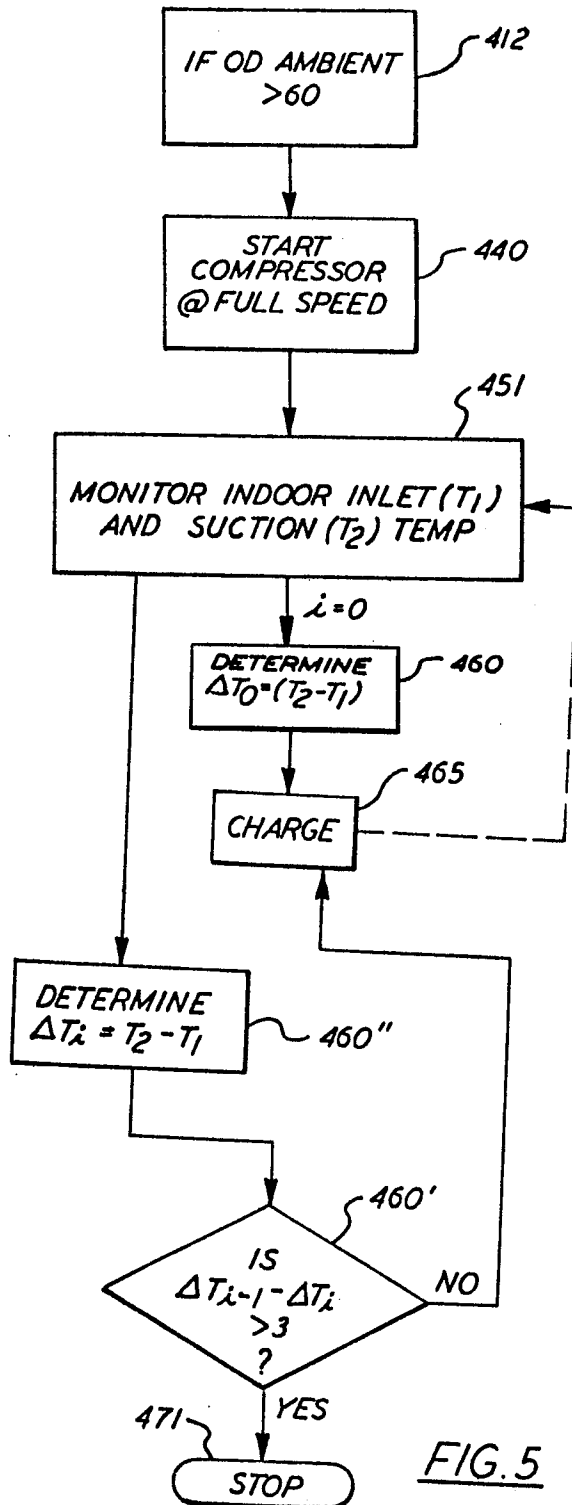 IF OD AMBIENT
>60
412
START
COMPRESSOR
@ FULL SPEED
440
451
MONITOR INDOOR INLET (T1)
AND SUCTION (T2) TEMP
i=0
DETERMINE
ΔT0=(T2-T1)
460
465
CHARGE
DETERMINE
ΔTi = T2-T1
460"
460'
IS
ΔTi-1-ΔTi
>3
?
NO
YES
471
STOP
FIG.5